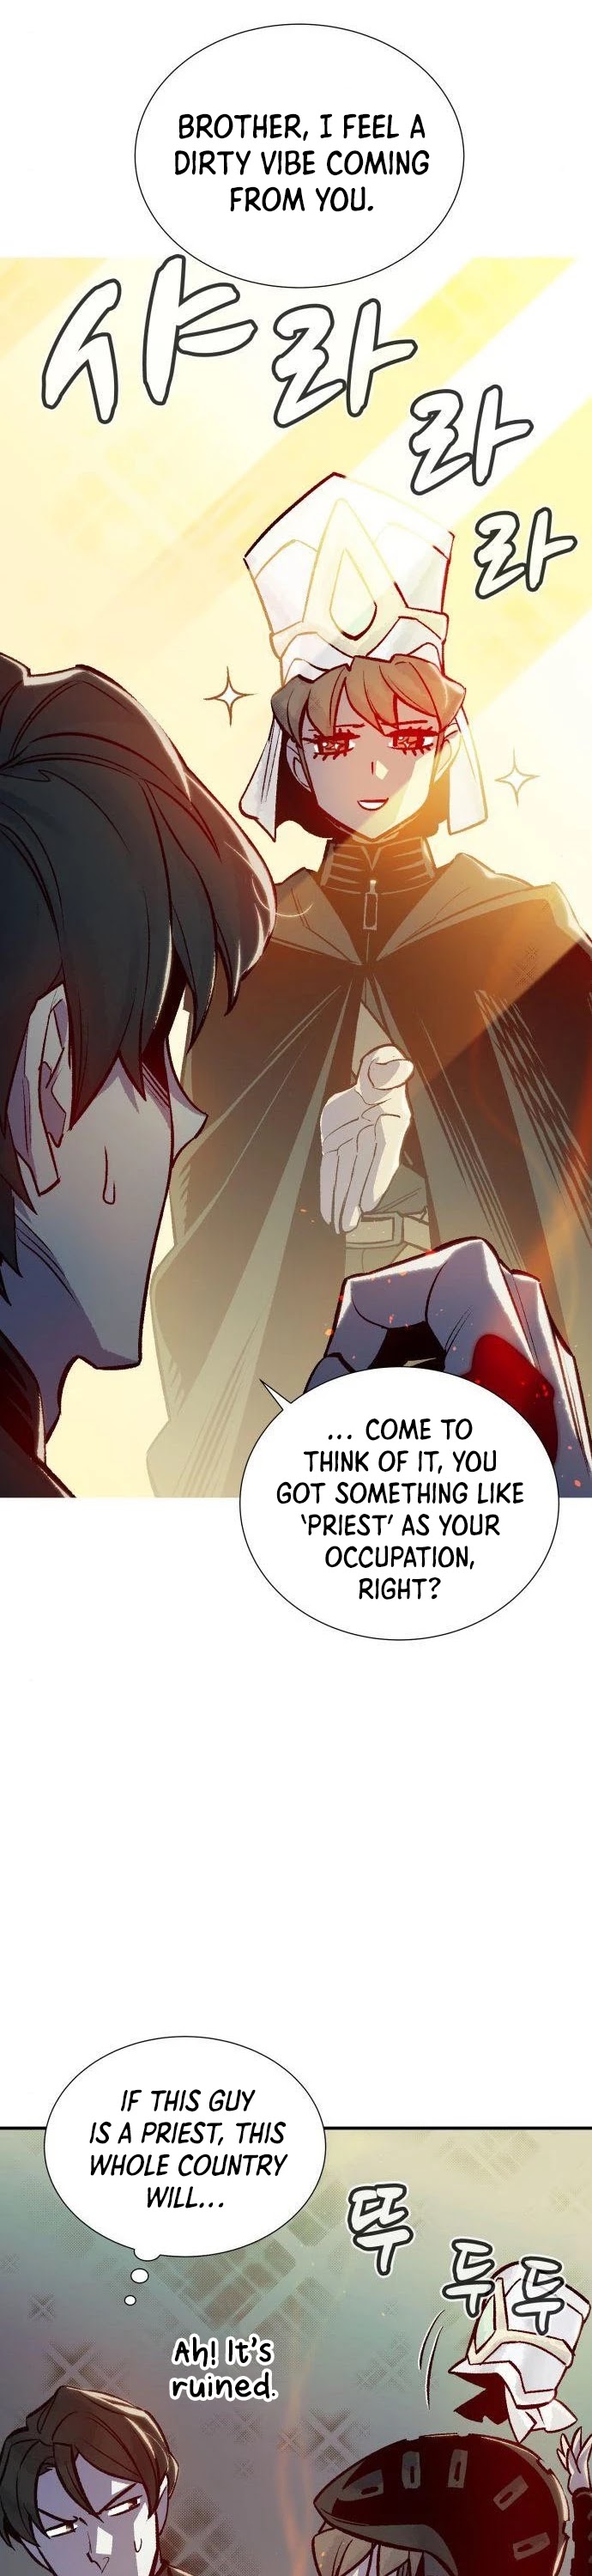 BROTHER, I FEEL A
DIRTY VIBE COMING
FROM YOU.
샤
라
라
라
... COME TO
THINK OF IT, YOU
GOT SOMETHING LIKE
'PRIEST' AS YOUR
OCCUPATION,
RIGHT?
IF THIS GUY
IS A PRIEST, THIS
WHOLE COUNTRY
WILL...
뚜
두
두
Ah! It's
ruined.